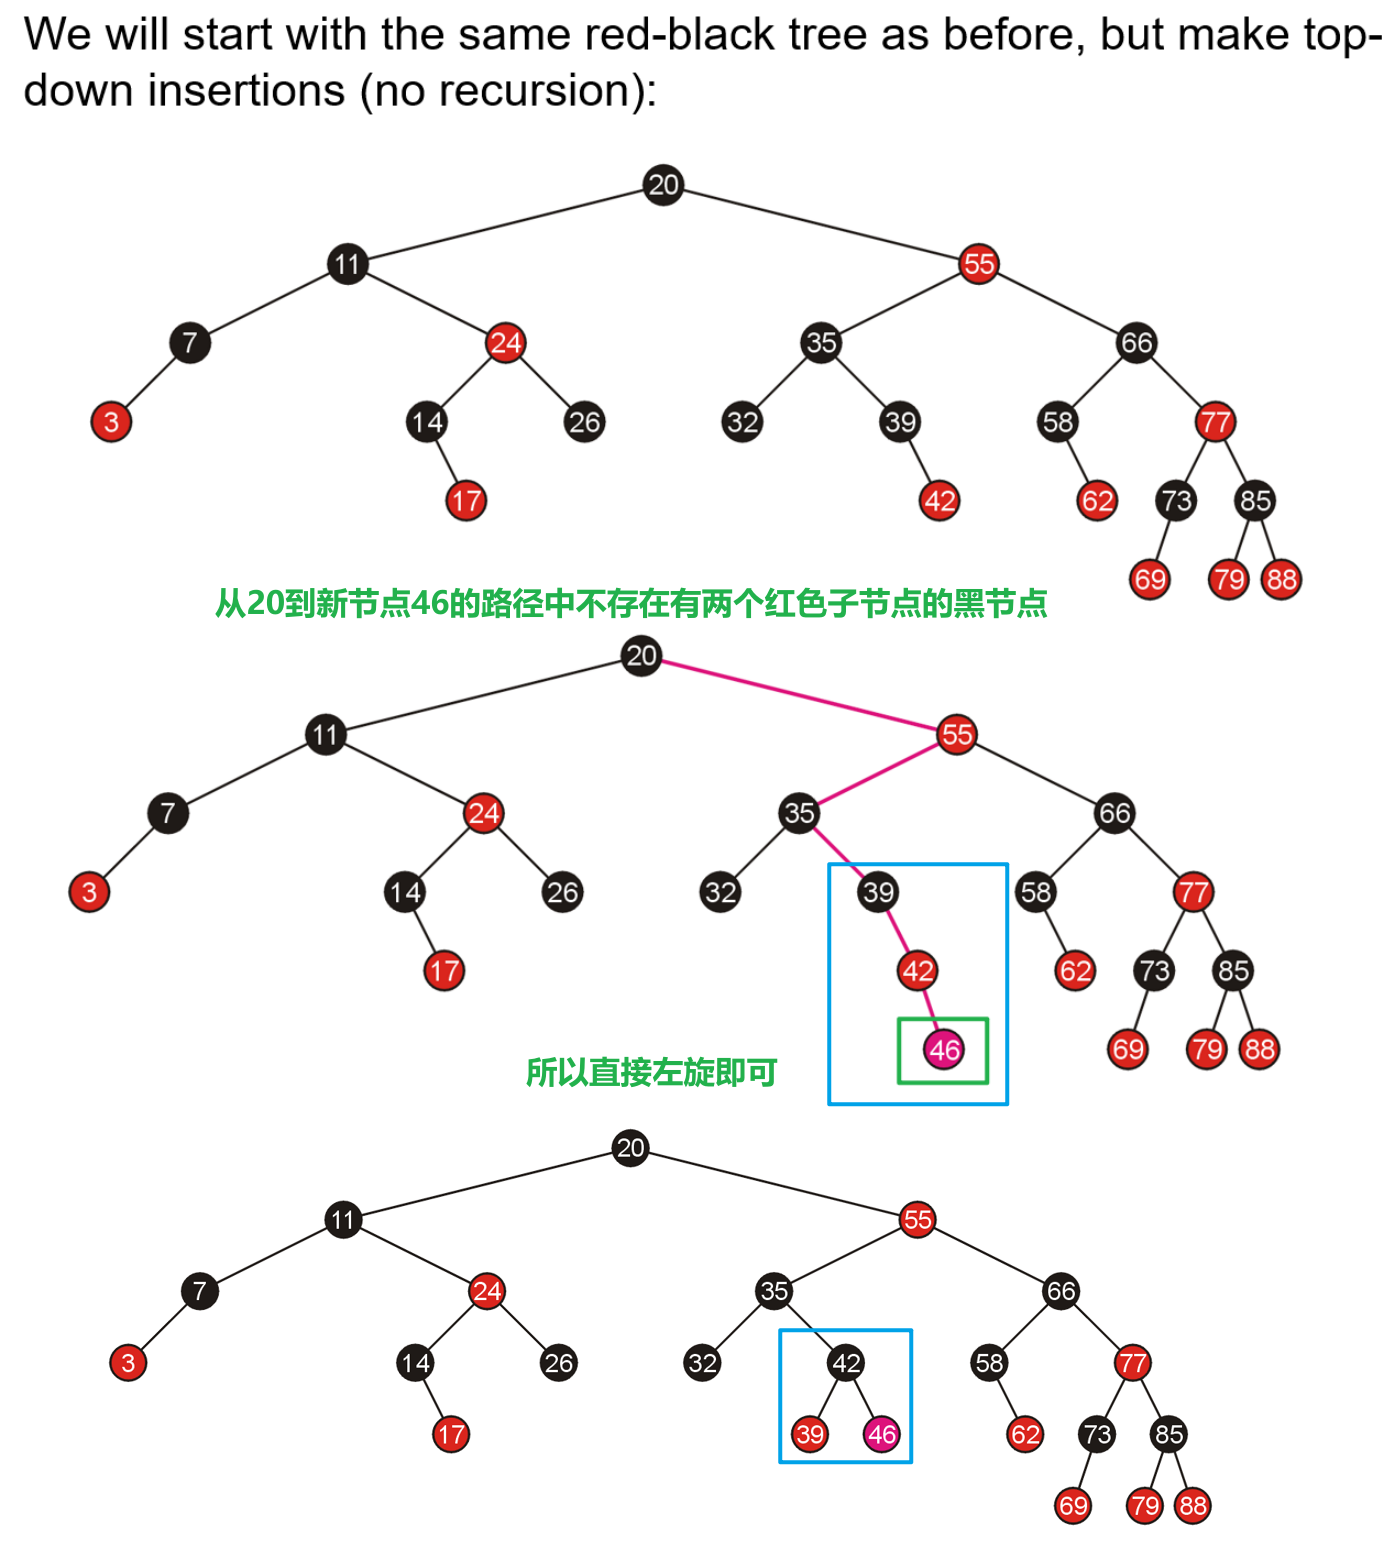 We will start with the same red-black tree as before, but make top-
down insertions (no recursion):
20
11 55
7 24 35 66
3 14 26 32 39 58 77
17 42 62 73 85
69 79 88
从20到新节点46的路径中不存在有两个红色子节点的黑节点
20
11 55
7 24 35 66
3 14 26 32 39 58 77
17 42 62 73 85
46 69 79 88
所以直接左旋即可
20
11 55
7 24 35 66
3 14 26 32 42 58 77
17 39 46 62 73 85
69 79 88